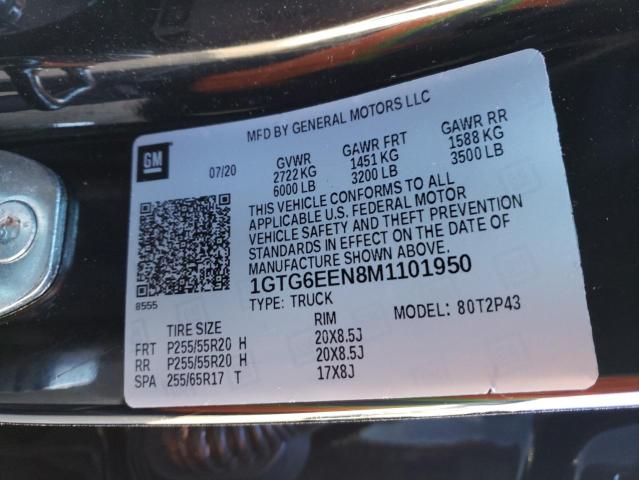 MFD BY GENERAL MOTORS LLC
GM
07/20
GVWR GAWR FRT GAWR RR
2722 KG 1451 KG 1588 KG
6000 LB 3200 LB 3500 LB
THIS VEHICLE CONFORMS TO ALL
APPLICABLE U.S. FEDERAL MOTOR
VEHICLE SAFETY AND THEFT PREVENTION
STANDARDS IN EFFECT ON THE DATE OF
MANUFACTURE SHOWN ABOVE.
1GTG6EEN8M1101950
8555
TYPE: TRUCK MODEL: 80T2P43
TIRE SIZE RIM
FRT P255/55R20 H 20X8.5J
RR P255/55R20 H 20X8.5J
SPA 255/65R17 T 17X8J